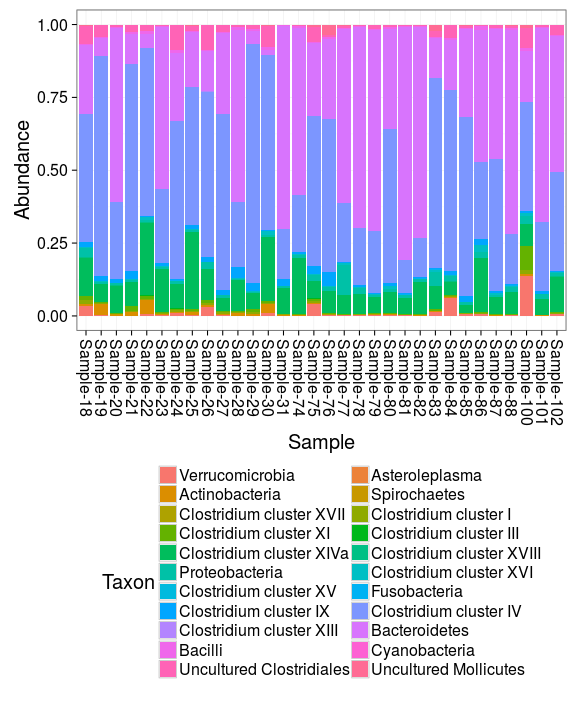 1.00
0.75
0.50
0.25
0.00
Abundance
Sample-18
Sample-19
Sample-20
Sample-21
Sample-22
Sample-23
Sample-24
Sample-25
Sample-26
Sample-27
Sample-28
Sample-29
Sample-30
Sample-31
Sample-74
Sample-75
Sample-76
Sample-77
Sample-78
Sample-79
Sample-80
Sample-81
Sample-82
Sample-83
Sample-84
Sample-85
Sample-86
Sample-87
Sample-88
Sample-100
Sample-101
Sample-102
Sample
Taxon
Verrucomicrobia
Actinobacteria
Clostridium cluster XVII
Clostridium cluster XI
Clostridium cluster XIVa
Proteobacteria
Clostridium cluster XV
Clostridium cluster IX
Clostridium cluster XIII
Bacilli
Uncultured Clostridiales
Asteroleplasma
Spirochaetes
Clostridium cluster I
Clostridium cluster III
Clostridium cluster XVIII
Clostridium cluster XVI
Fusobacteria
Clostridium cluster IV
Bacteroidetes
Cyanobacteria
Uncultured Mollicutes